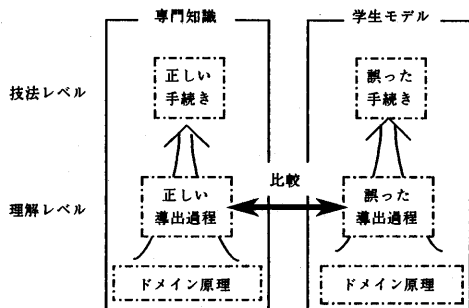 専門知識
学生モデル
技法レベル
正しい
手続き
誤った
手続き
比較
理解レベル
正しい
導出過程
誤った
導出過程
ドメイン原理
ドメイン原理